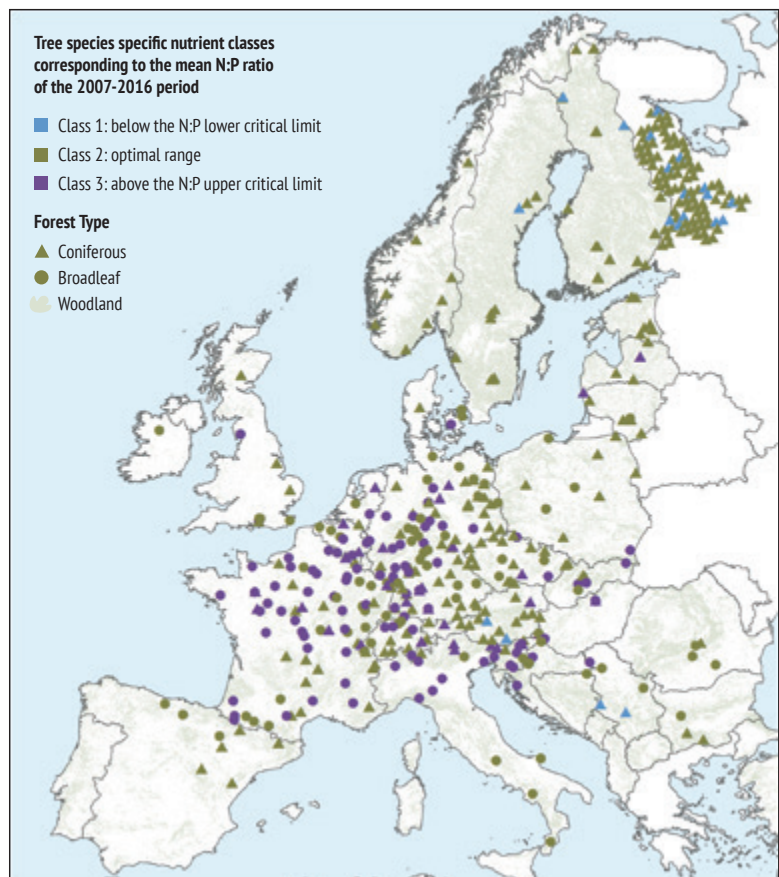 Tree species specific nutrient classes
corresponding to the mean N:P ratio
of the 2007-2016 period
Class 1: below the N:P lower critical limit
Class 2: optimal range
Class 3: above the N:P upper critical limit
Forest Type
Coniferous
Broadleaf
Woodland